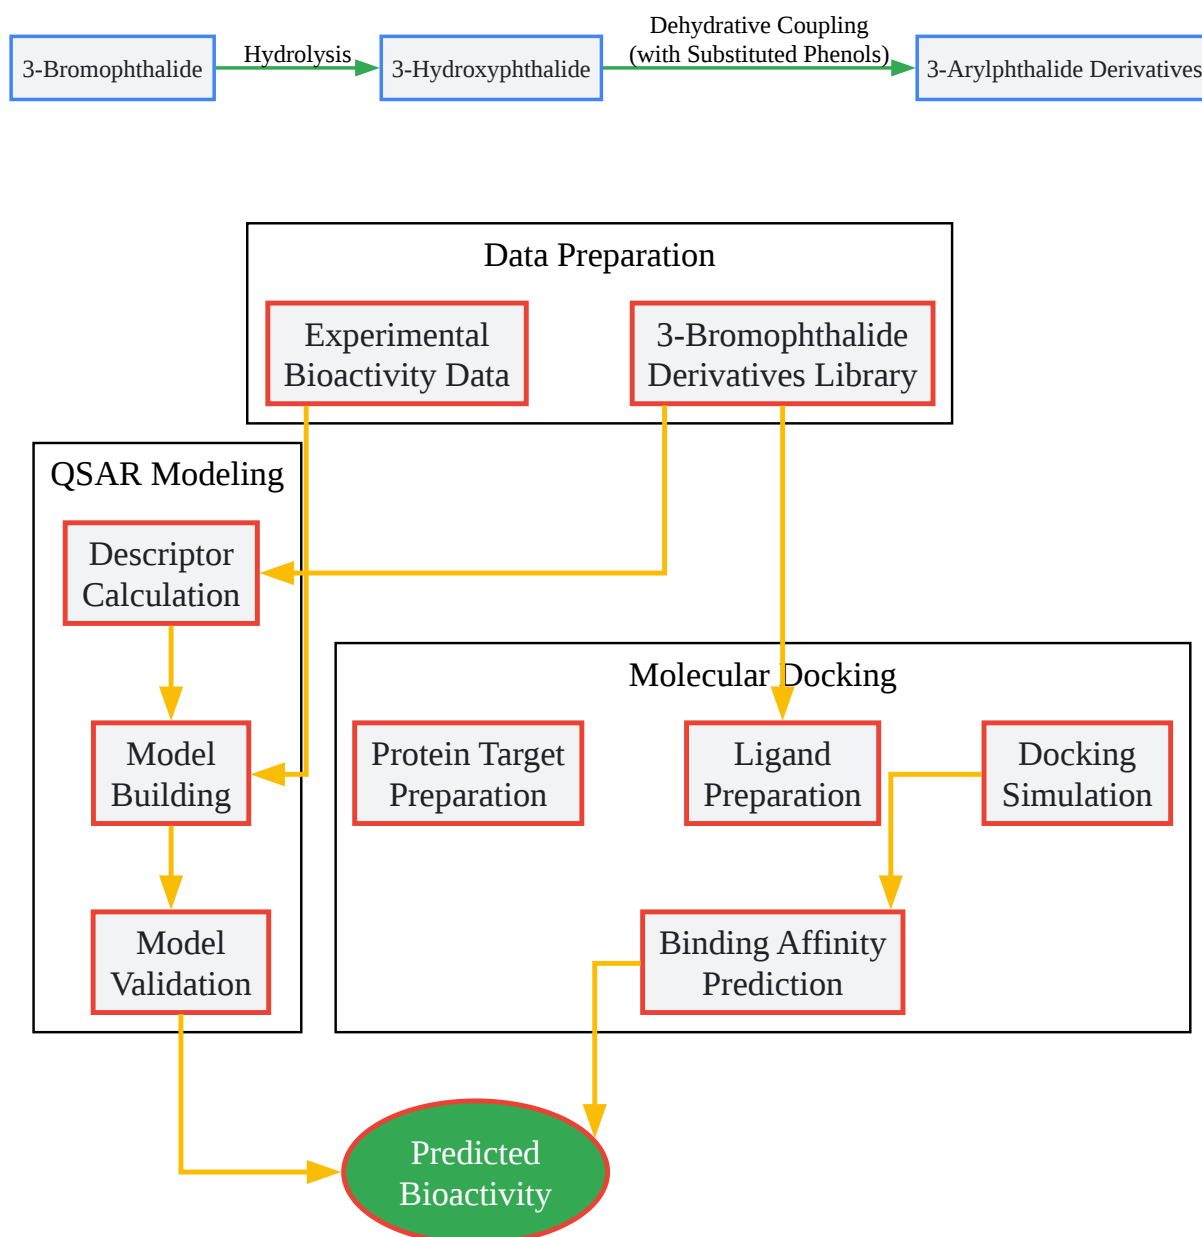 3-Bromophthalide
Hydrolysis
3-Hydroxyphthalide
Dehydrative Coupling
(with Substituted Phenols)
3-Arylphthalide Derivatives
Data Preparation
Experimental
Bioactivity Data
3-Bromophthalide
Derivatives Library
QSAR Modeling
Descriptor
Calculation
Model
Building
Model
Validation
Molecular Docking
Protein Target
Preparation
Ligand
Preparation
Docking
Simulation
Binding Affinity
Prediction
Predicted
Bioactivity